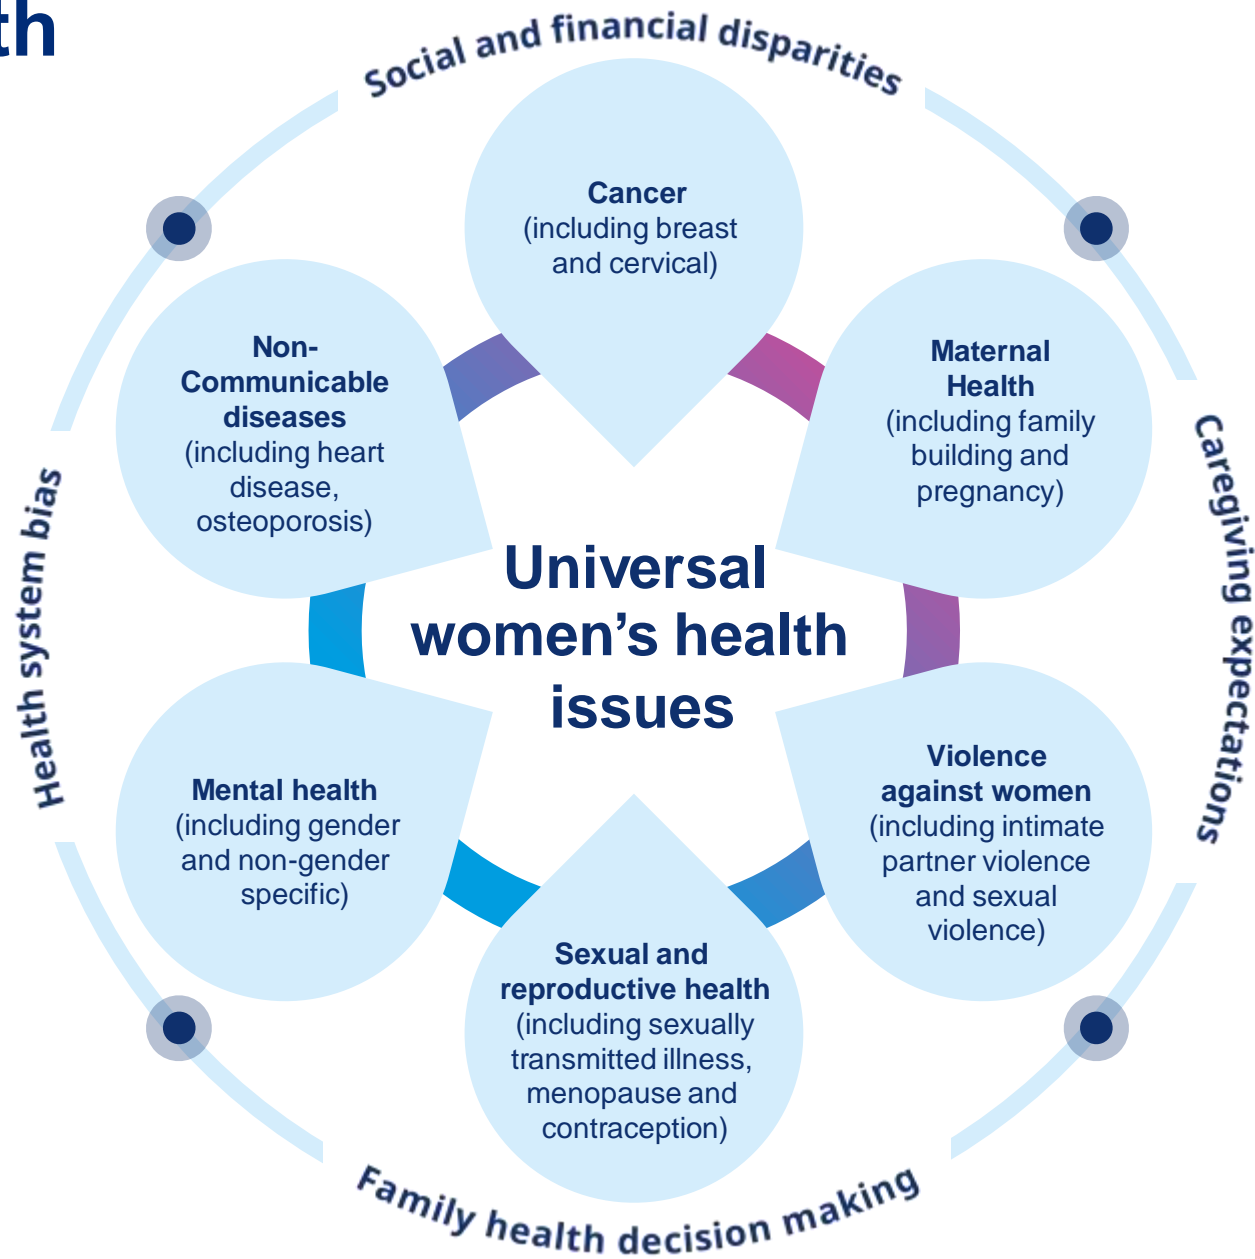 th
Social and financial disparities
Cancer
(including breast
and cervical)
Maternal
Health
(including family
building and
pregnancy)
Caregiving expectations
Violence
against women
(including intimate
partner violence
and sexual
violence)
Sexual and
reproductive health
(including sexually
transmitted illness,
menopause and
contraception)
Family health decision making
Mental health
(including gender
and non-gender
specific)
Health system bias
Non-
Communicable
diseases
(including heart
disease,
osteoporosis)
Universal
women’s health
issues